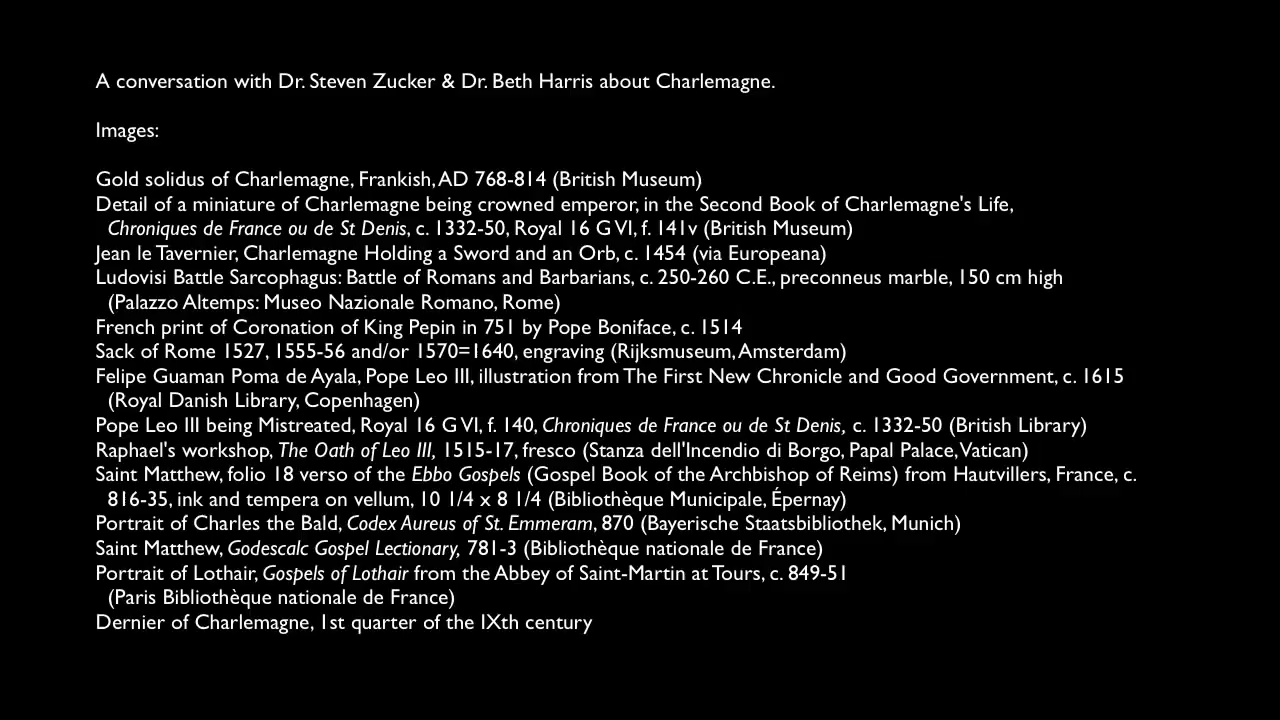 A conversation with Dr. Steven Zucker & Dr. Beth Harris about Charlemagne.
Images:
Gold solidus of Charlemagne, Frankish, AD 768-814 (British Museum)
Detail of a miniature of Charlemagne being crowned emperor, in the Second Book of Charlemagne's Life,
Chroniques de France ou de St Denis, c. 1332-50, Royal 16 G VI, f. 141v (British Museum)
Jean le Tavernier, Charlemagne Holding a Sword and an Orb, c. 1454 (via Europeana)
Ludovisi Battle Sarcophagus: Battle of Romans and Barbarians, c. 250-260 C.E., preconneus marble, 150 cm high
(Palazzo Altemps: Museo Nazionale Romano, Rome)
French print of Coronation of King Pepin in 751 by Pope Boniface, c. 1514
Sack of Rome 1527, 1555-56 and/or 1570=1640, engraving (Rijksmuseum, Amsterdam)
Felipe Guaman Poma de Ayala, Pope Leo III, illustration from The First New Chronicle and Good Government, c. 1615
(Royal Danish Library, Copenhagen)
Pope Leo III being Mistreated, Royal 16 G VI, f. 140, Chroniques de France ou de St Denis, c. 1332-50 (British Library)
Raphael's workshop, The Oath of Leo III, 1515-17, fresco (Stanza dell'Incendio di Borgo, Papal Palace, Vatican)
Saint Matthew, folio 18 verso of the Ebbo Gospels (Gospel Book of the Archbishop of Reims) from Hautvillers, France, c.
816-35, ink and tempera on vellum, 10 1/4 x 8 1/4 (Bibliothèque Municipale, Épernay)
Portrait of Charles the Bald, Codex Aureus of St. Emmeram, 870 (Bayerische Staatsbibliothek, Munich)
Saint Matthew, Godescalc Gospel Lectionary, 781-3 (Bibliothèque nationale de France)
Portrait of Lothair, Gospels of Lothair from the Abbey of Saint-Martin at Tours, c. 849-51
(Paris Bibliothèque nationale de France)
Dernier of Charlemagne, 1st quarter of the IXth century